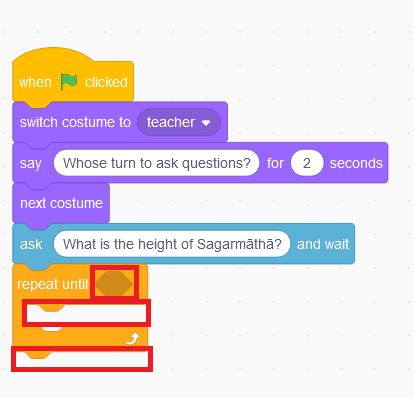 when clicked
switch costume to teacher
say Whose turn to ask questions? for 2 seconds
next costume
ask What is the height of Sagarmāthā? and wait
repeat until